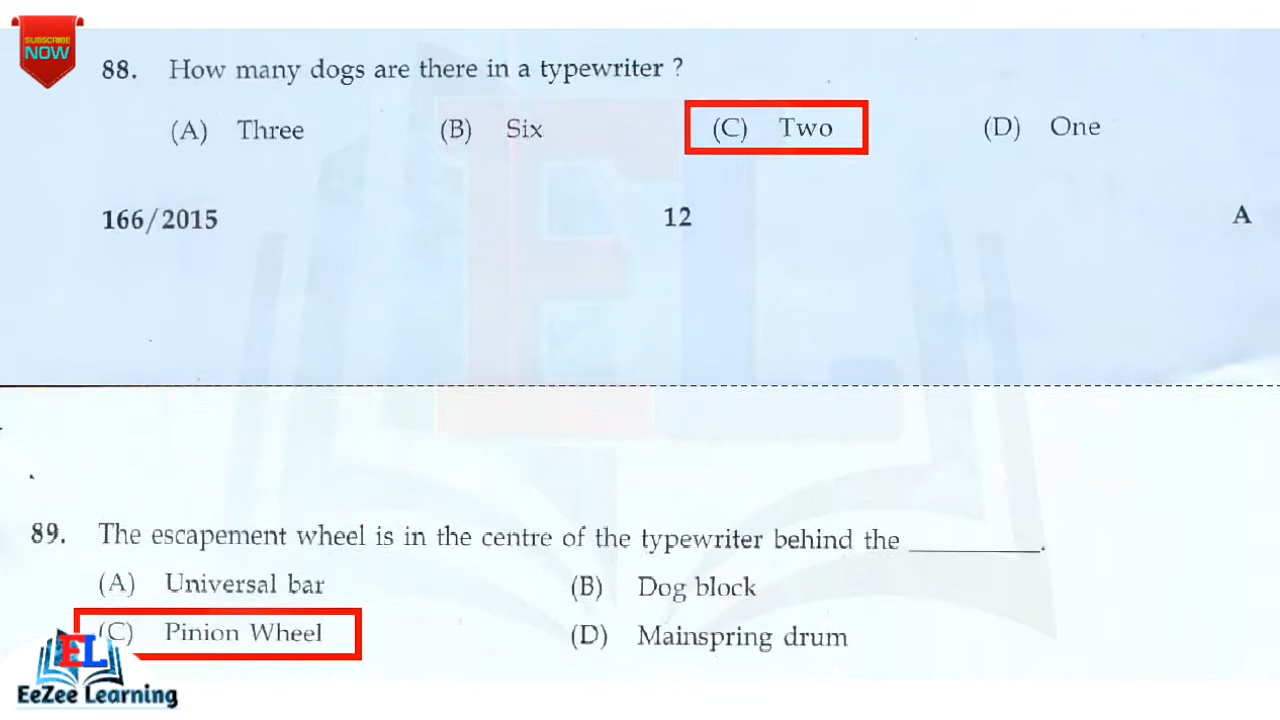 SUBSCRIBE
NOW
88. How many dogs are there in a typewriter ?
(A) Three (B) Six (C) Two (D) One
166/2015 12 A
89. The escapement wheel is in the centre of the typewriter behind the __________.
(A) Universal bar (B) Dog block
(C) Pinion Wheel (D) Mainspring drum
EL
EL
EeZee Learning